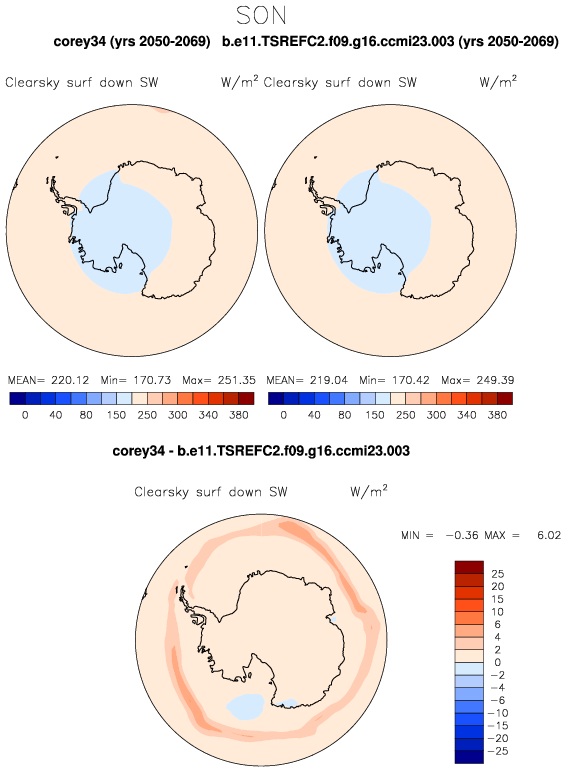 SON
corey34 (yrs 2050-2069) b.e11.TSREFC2.f09.g16.ccmi23.003 (yrs 2050-2069)
Clearsky surf down SW W/m² Clearsky surf down SW W/m²
MEAN= 220.12 Min= 170.73 Max= 251.35 MEAN= 219.04 Min= 170.42 Max= 249.39
0 40 80 150 200 250 300 340 380 0 40 80 150 200 250 300 340 380
corey34 - b.e11.TSREFC2.f09.g16.ccmi23.003
Clearsky surf down SW W/m²
MIN = -0.36 MAX = 6.02
25
20
15
10
6
4
2
0
-2
-4
-6
-10
-15
-20
-25